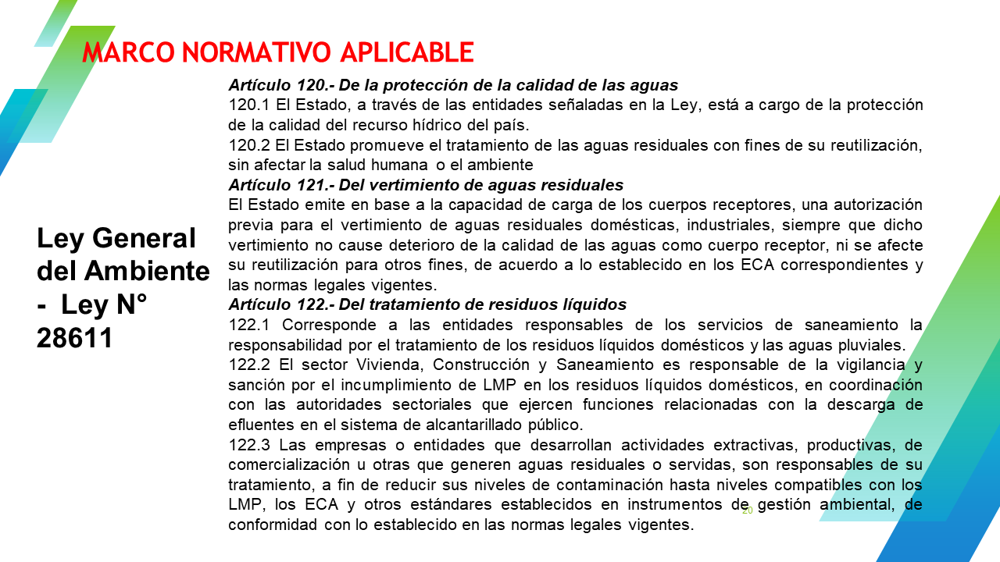 MARCO NORMATIVO APLICABLE
Ley General
del Ambiente
- Ley N°
28611
Artículo 120.- De la protección de la calidad de las aguas
120.1 El Estado, a través de las entidades señaladas en la Ley, está a cargo de la protección
de la calidad del recurso hídrico del país.
120.2 El Estado promueve el tratamiento de las aguas residuales con fines de su reutilización,
sin afectar la salud humana o el ambiente
Artículo 121.- Del vertimiento de aguas residuales
El Estado emite en base a la capacidad de carga de los cuerpos receptores, una autorización
previa para el vertimiento de aguas residuales domésticas, industriales, siempre que dicho
vertimiento no cause deterioro de la calidad de las aguas como cuerpo receptor, ni se afecte
su reutilización para otros fines, de acuerdo a lo establecido en los ECA correspondientes y
las normas legales vigentes.
Artículo 122.- Del tratamiento de residuos líquidos
122.1 Corresponde a las entidades responsables de los servicios de saneamiento la
responsabilidad por el tratamiento de los residuos líquidos domésticos y las aguas pluviales.
122.2 El sector Vivienda, Construcción y Saneamiento es responsable de la vigilancia y
sanción por el incumplimiento de LMP en los residuos líquidos domésticos, en coordinación
con las autoridades sectoriales que ejercen funciones relacionadas con la descarga de
efluentes en el sistema de alcantarillado público.
122.3 Las empresas o entidades que desarrollan actividades extractivas, productivas, de
comercialización u otras que generen aguas residuales o servidas, son responsables de su
tratamiento, a fin de reducir sus niveles de contaminación hasta niveles compatibles con los
LMP, los ECA y otros estándares establecidos en instrumentos de gestión ambiental, de
conformidad con lo establecido en las normas legales vigentes.
20